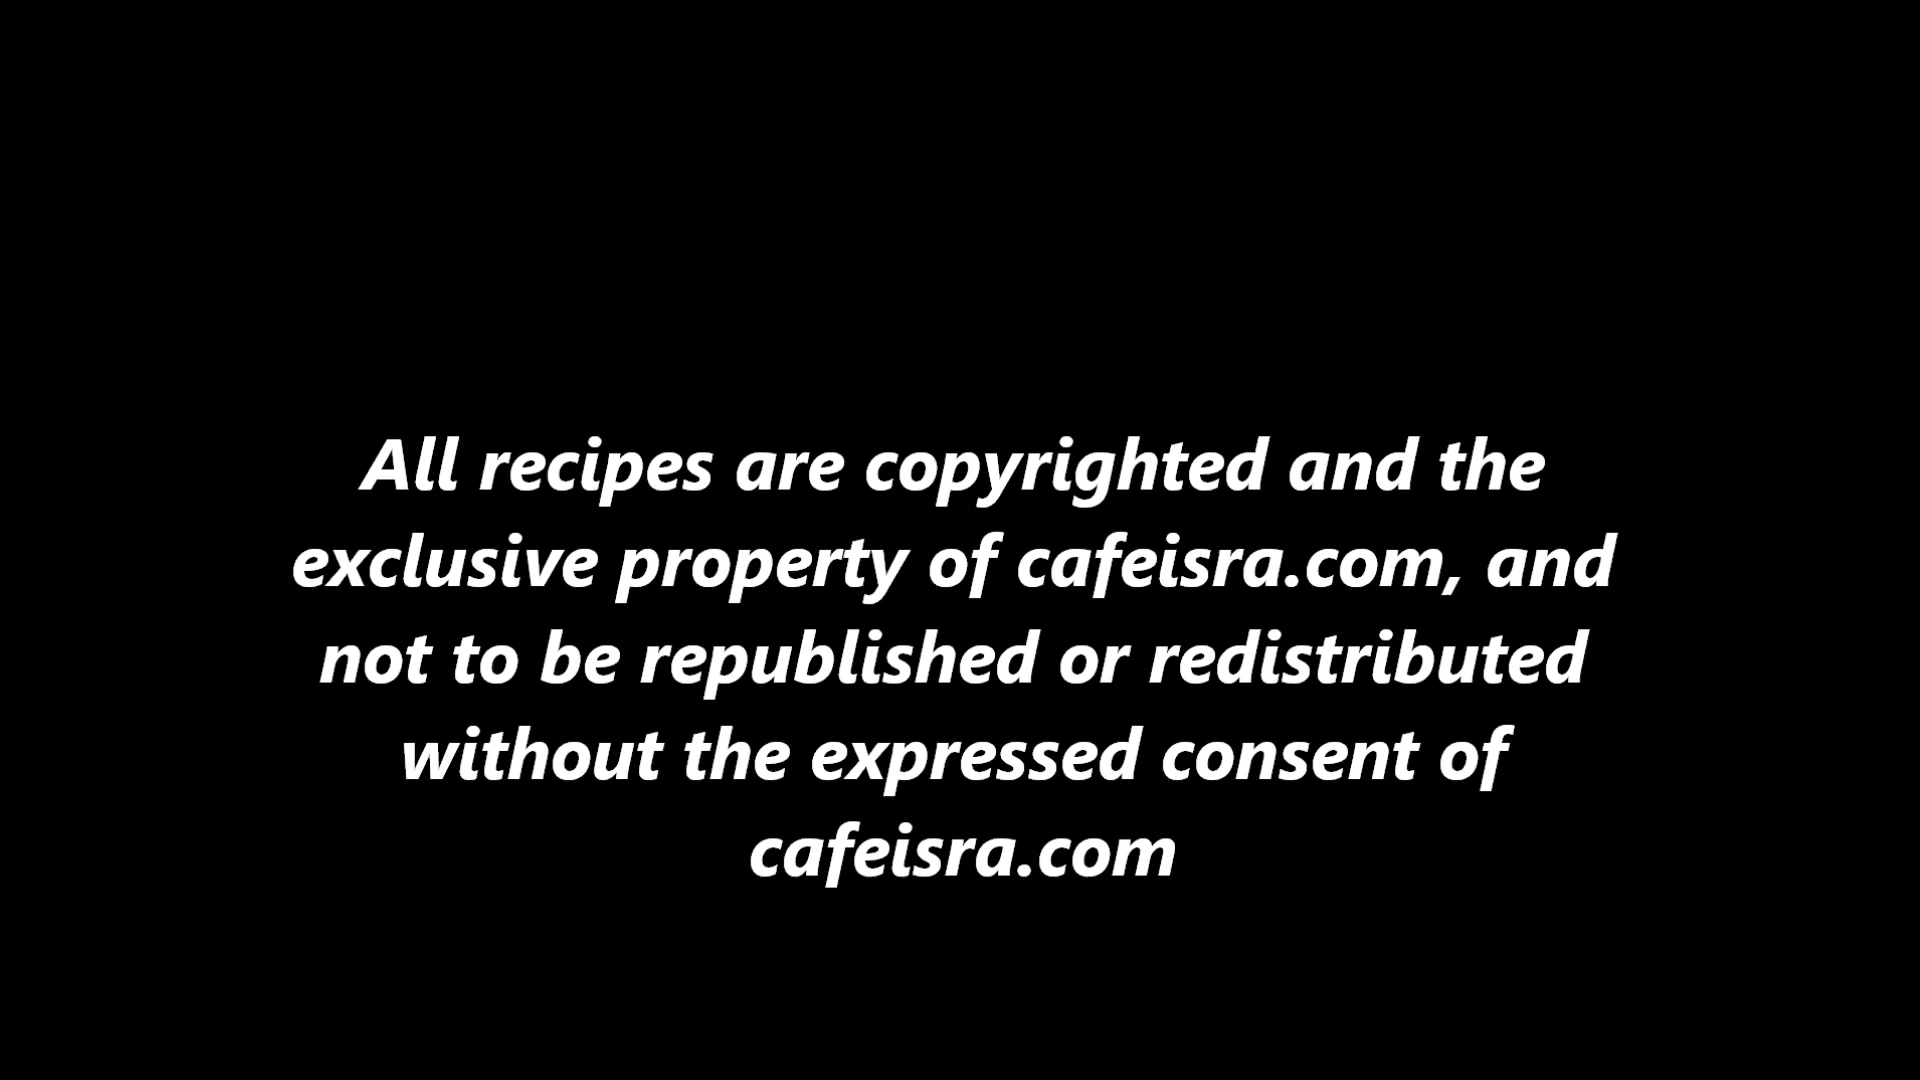 All recipes are copyrighted and the
exclusive property of cafeisra.com, and
not to be republished or redistributed
without the expressed consent of
cafeisra.com